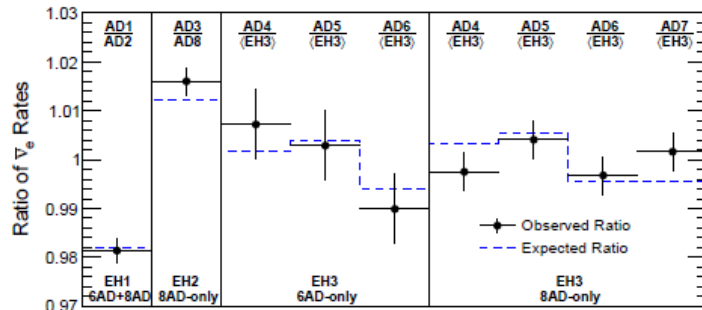 1.03
1.02
1.01
1
0.99
0.98
0.97
Ratio of ν̅e Rates
AD1 AD3 AD4 AD5 AD6 AD4 AD5 AD6 AD7
AD2 AD8 ⟨EH3⟩ ⟨EH3⟩ ⟨EH3⟩ ⟨EH3⟩ ⟨EH3⟩ ⟨EH3⟩ ⟨EH3⟩
Observed Ratio
Expected Ratio
EH1 EH2 EH3 EH3
6AD+8AD 8AD-only 6AD-only 8AD-only